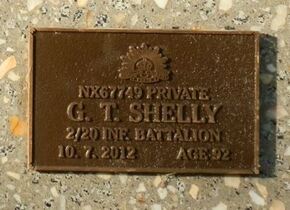 NX67749 PRIVATE
G. T. SHELLY
2/20 INF. BATTALION
10. 7. 2012 AGE 92